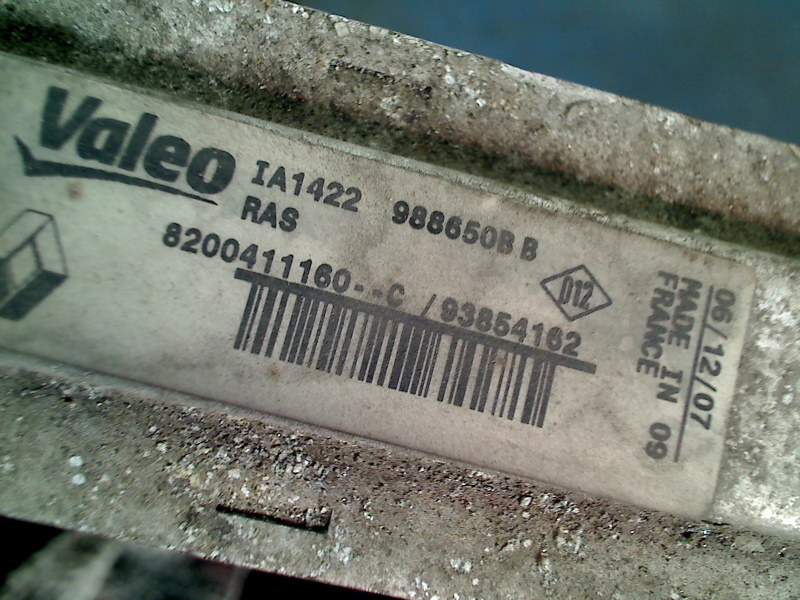 Valeo
IA1422 988650B B
RAS
8200411160--C /93854162
D12
06/12/07
MADE IN 09
FRANCE